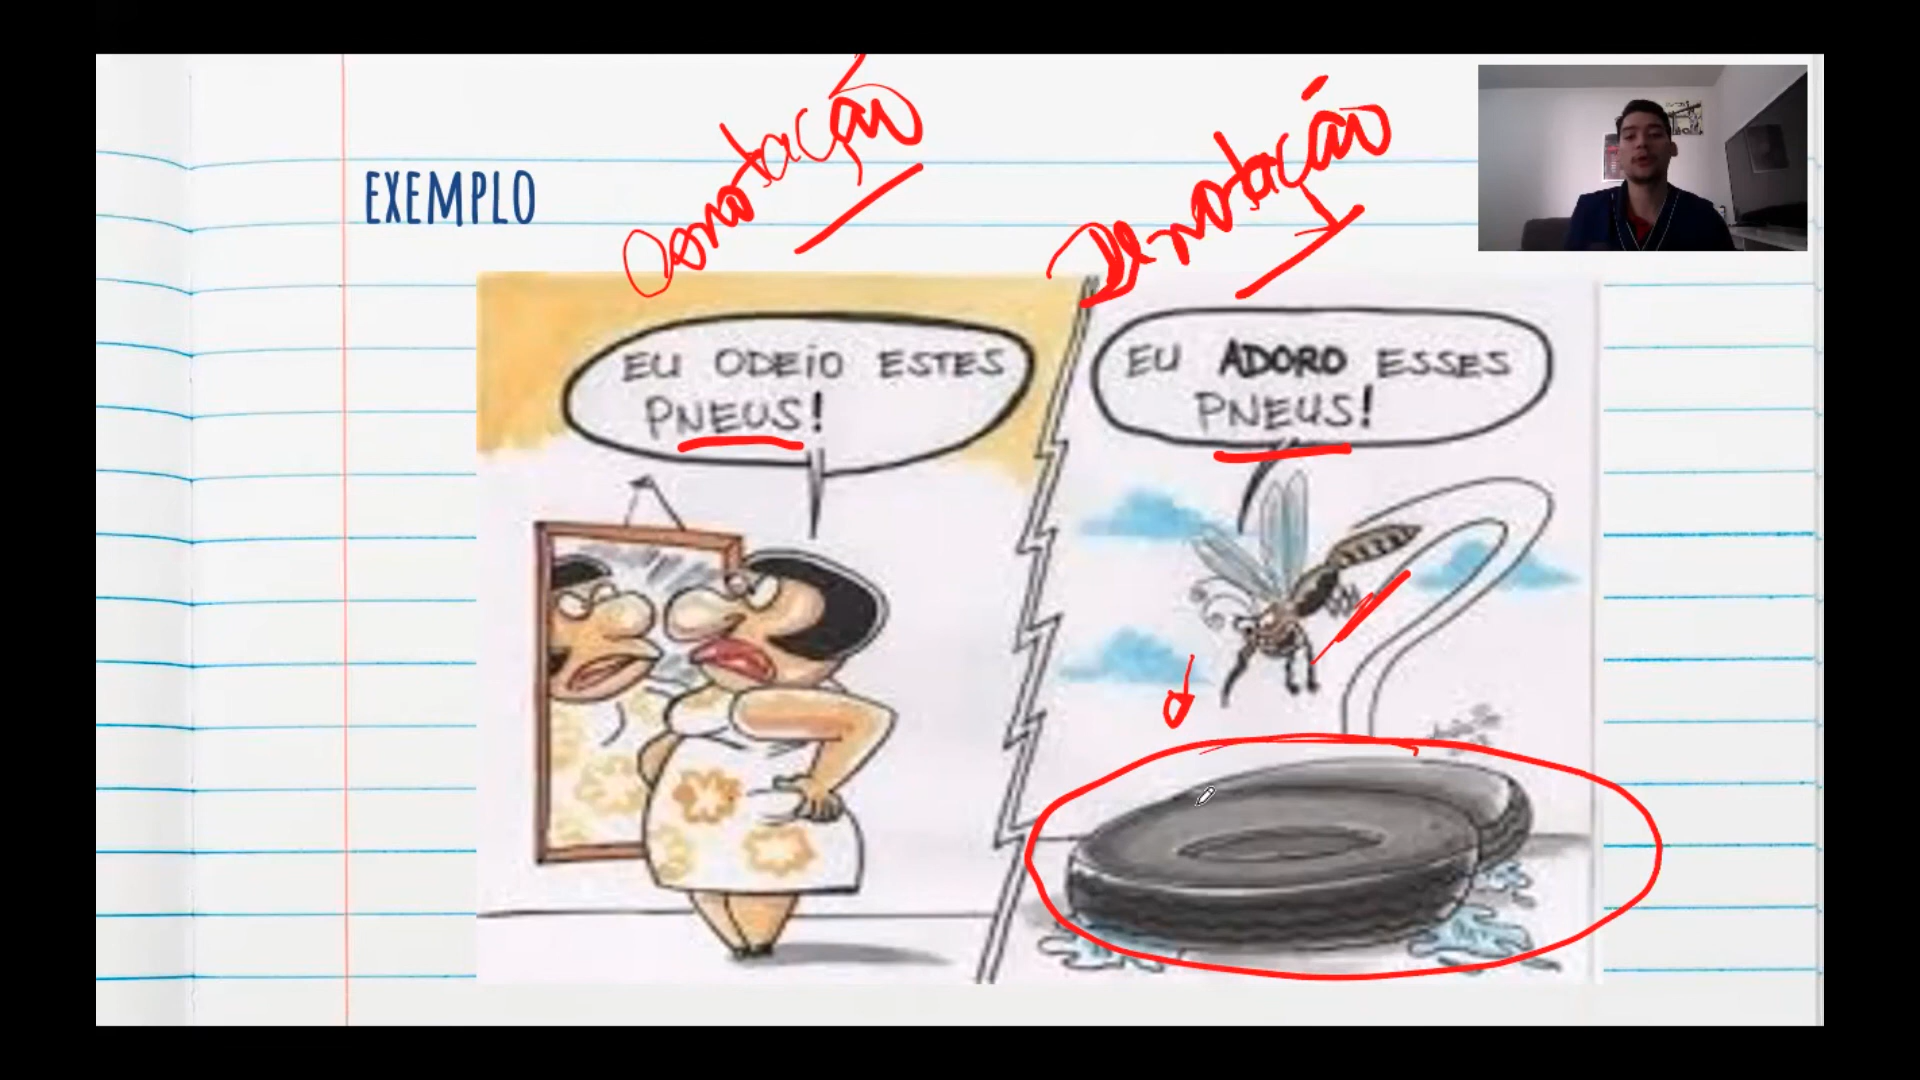 EXEMPLO
Conotação
Denotação
EU ODEIO ESTES
PNEUS!
EU ADORO ESSES
PNEUS!